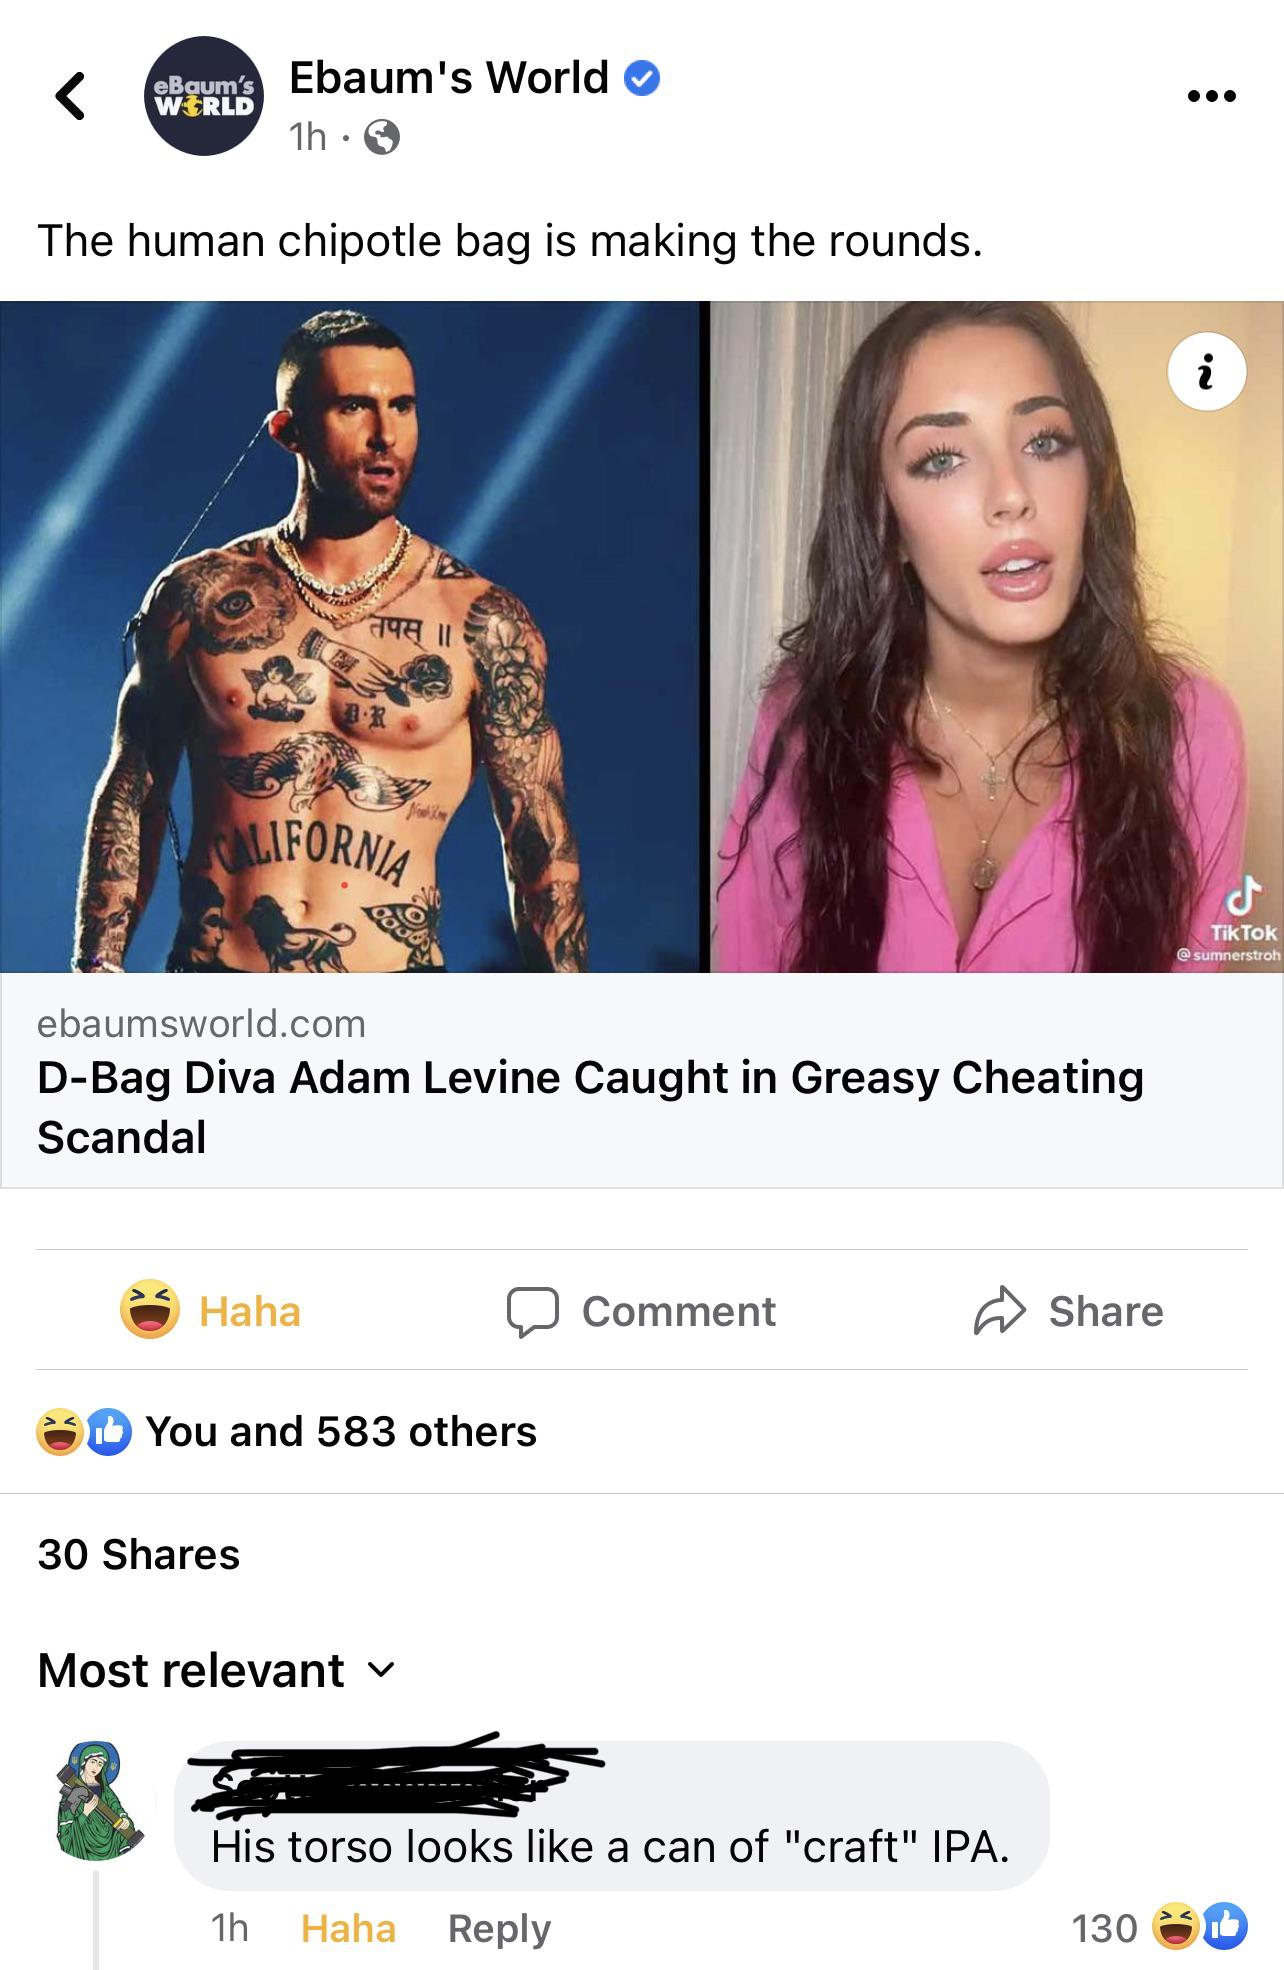 eBaum's
WORLD
Ebaum's World
1h ·
The human chipotle bag is making the rounds.
तपस् ॥
D·R
CALIFORNIA
TikTok
@sumnerstroh
ebaumsworld.com
D-Bag Diva Adam Levine Caught in Greasy Cheating
Scandal
Haha
Comment
Share
You and 583 others
30 Shares
Most relevant
His torso looks like a can of "craft" IPA.
1h Haha Reply 130